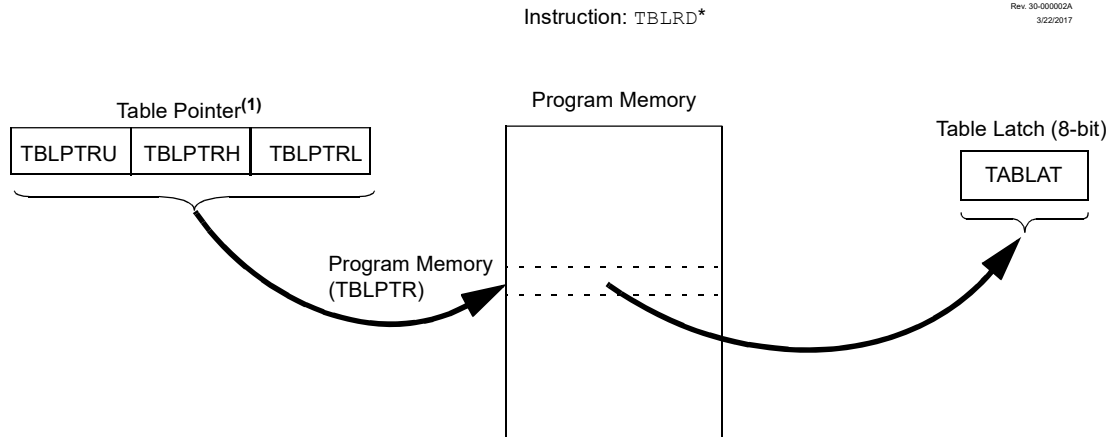 Instruction: TBLRD*
Rev. 30-000002A
3/22/2017
Table Pointer(1)
TBLPTRU TBLPTRH TBLPTRL
Program Memory
Table Latch (8-bit)
TABLAT
Program Memory
(TBLPTR)